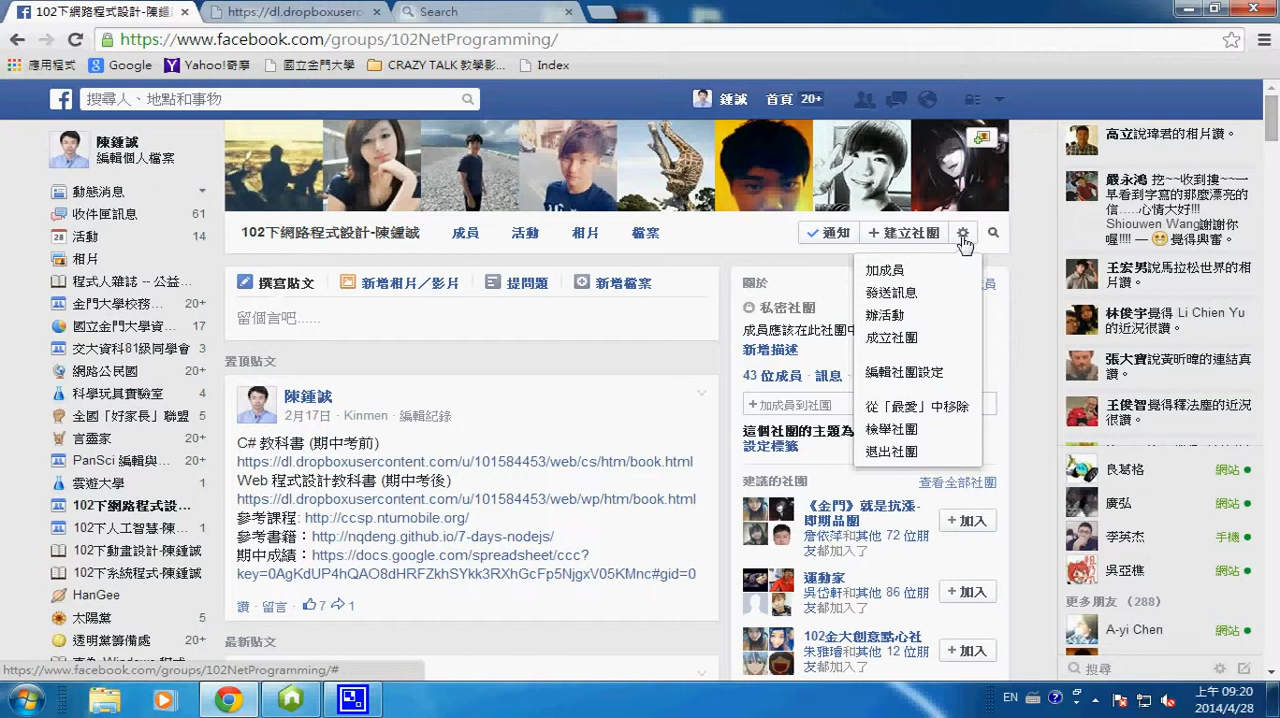 102下網路程式設計-陳鍾
https://dl.dropboxuserc
Search
https://www.facebook.com/groups/102NetProgramming/
應用程式
Google
Yahoo!奇摩
國立金門大學
CRAZY TALK 教學影...
Index
搜尋人、地點和事物
鍾誠
首頁 20+
陳鍾誠
編輯個人檔案
動態消息
收件匣訊息 61
活動 14
相片
程式人雜誌 -- 公益...
金門大學校務... 20+
國立金門大學資... 17
交大資科81級同學會 3
網路公民國 20+
科學玩具實驗室 4
全國「好家長」聯盟 20+
言靈家 20+
PanSci 編輯與... 20+
雲遊大學 1
102下網路程式設...
102下人工智慧-陳... 1
102下動畫設計-陳鍾誠
102下系統程式-陳鍾誠
HanGee
太陽黨 5
透明黨籌備處 20+
102下網路程式設計-陳鍾誠
成員
活動
相片
檔案
通知
+ 建立社團
加成員
發送訊息
辦活動
成立社團
編輯社團設定
從「最愛」中移除
檢舉社團
退出社團
撰寫貼文
新增相片／影片
提問題
新增檔案
留個言吧......
置頂貼文
陳鍾誠
2月17日 · Kinmen · 編輯紀錄
C# 教科書 (期中考前)
https://dl.dropboxusercontent.com/u/101584453/web/cs/htm/book.html
Web 程式設計教科書 (期中考後)
https://dl.dropboxusercontent.com/u/101584453/web/wp/htm/book.html
參考課程: http://ccsp.ntumobile.org/
參考書籍：http://nqdeng.github.io/7-days-nodejs/
期中成績：https://docs.google.com/spreadsheet/ccc?
key=0AgKdUP4hQAO8dHRFZkhSYkk3RXhGcFp5NjgxV05KMnc#gid=0
讚 · 留言 · 7 1
最新貼文
關於
私密社團
成員應該在此社團中
新增描述
43 位成員 · 訊息
+加成員到社團
這個社團的主題為
設定標籤
建議的社團
查看全部社團
《金門》就是抗漲-
即期品團
詹依萍和其他 72 位朋
友都加入了
+ 加入
運動家
吳岱軒和其他 86 位朋
友都加入了
+ 加入
102金大創意點心社
朱雅瑄和其他 12 位朋
友都加入了
+ 加入
高立說瑋君的相片讚。
嚴永鴻 挖~~收到摟~~一
早看到字寫的那麼漂亮的
信.....心情大好!!!
Shiouwen Wang謝謝你
喔!!!! — 覺得興奮。
王宏男說馬拉松世界的相
片讚。
林俊宇 likes Li Chien Yu
的近況很讚。
張大寶說黃昕暐的連結真
讚。
王俊智覺得釋法塵的近況
很讚。
良葛格 網站
廣弘 網站
李英杰 手機
吳亞樵 網站
更多朋友 (288)
A-yi Chen 網站
搜尋
https://www.facebook.com/groups/102NetProgramming/#
EN
上午 09:20
2014/4/28